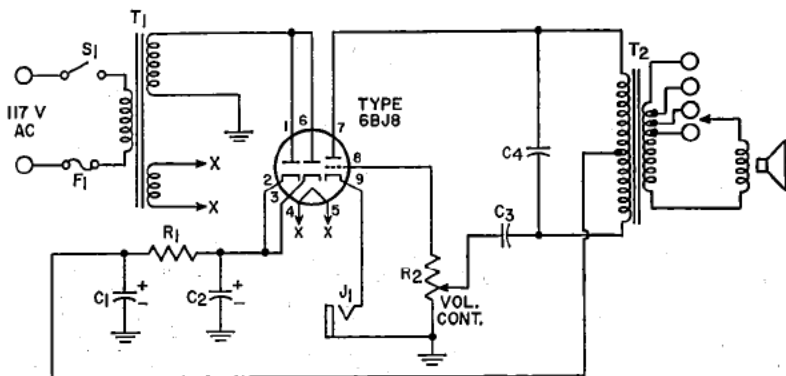 T1
S1
117 V
AC
F1
X
X
TYPE
6BJ8
1
6
7
2
3
8
9
4
5
X
X
C4
T2
C3
R1
C1
+
-
C2
+
-
J1
R2
VOL.
CONT.